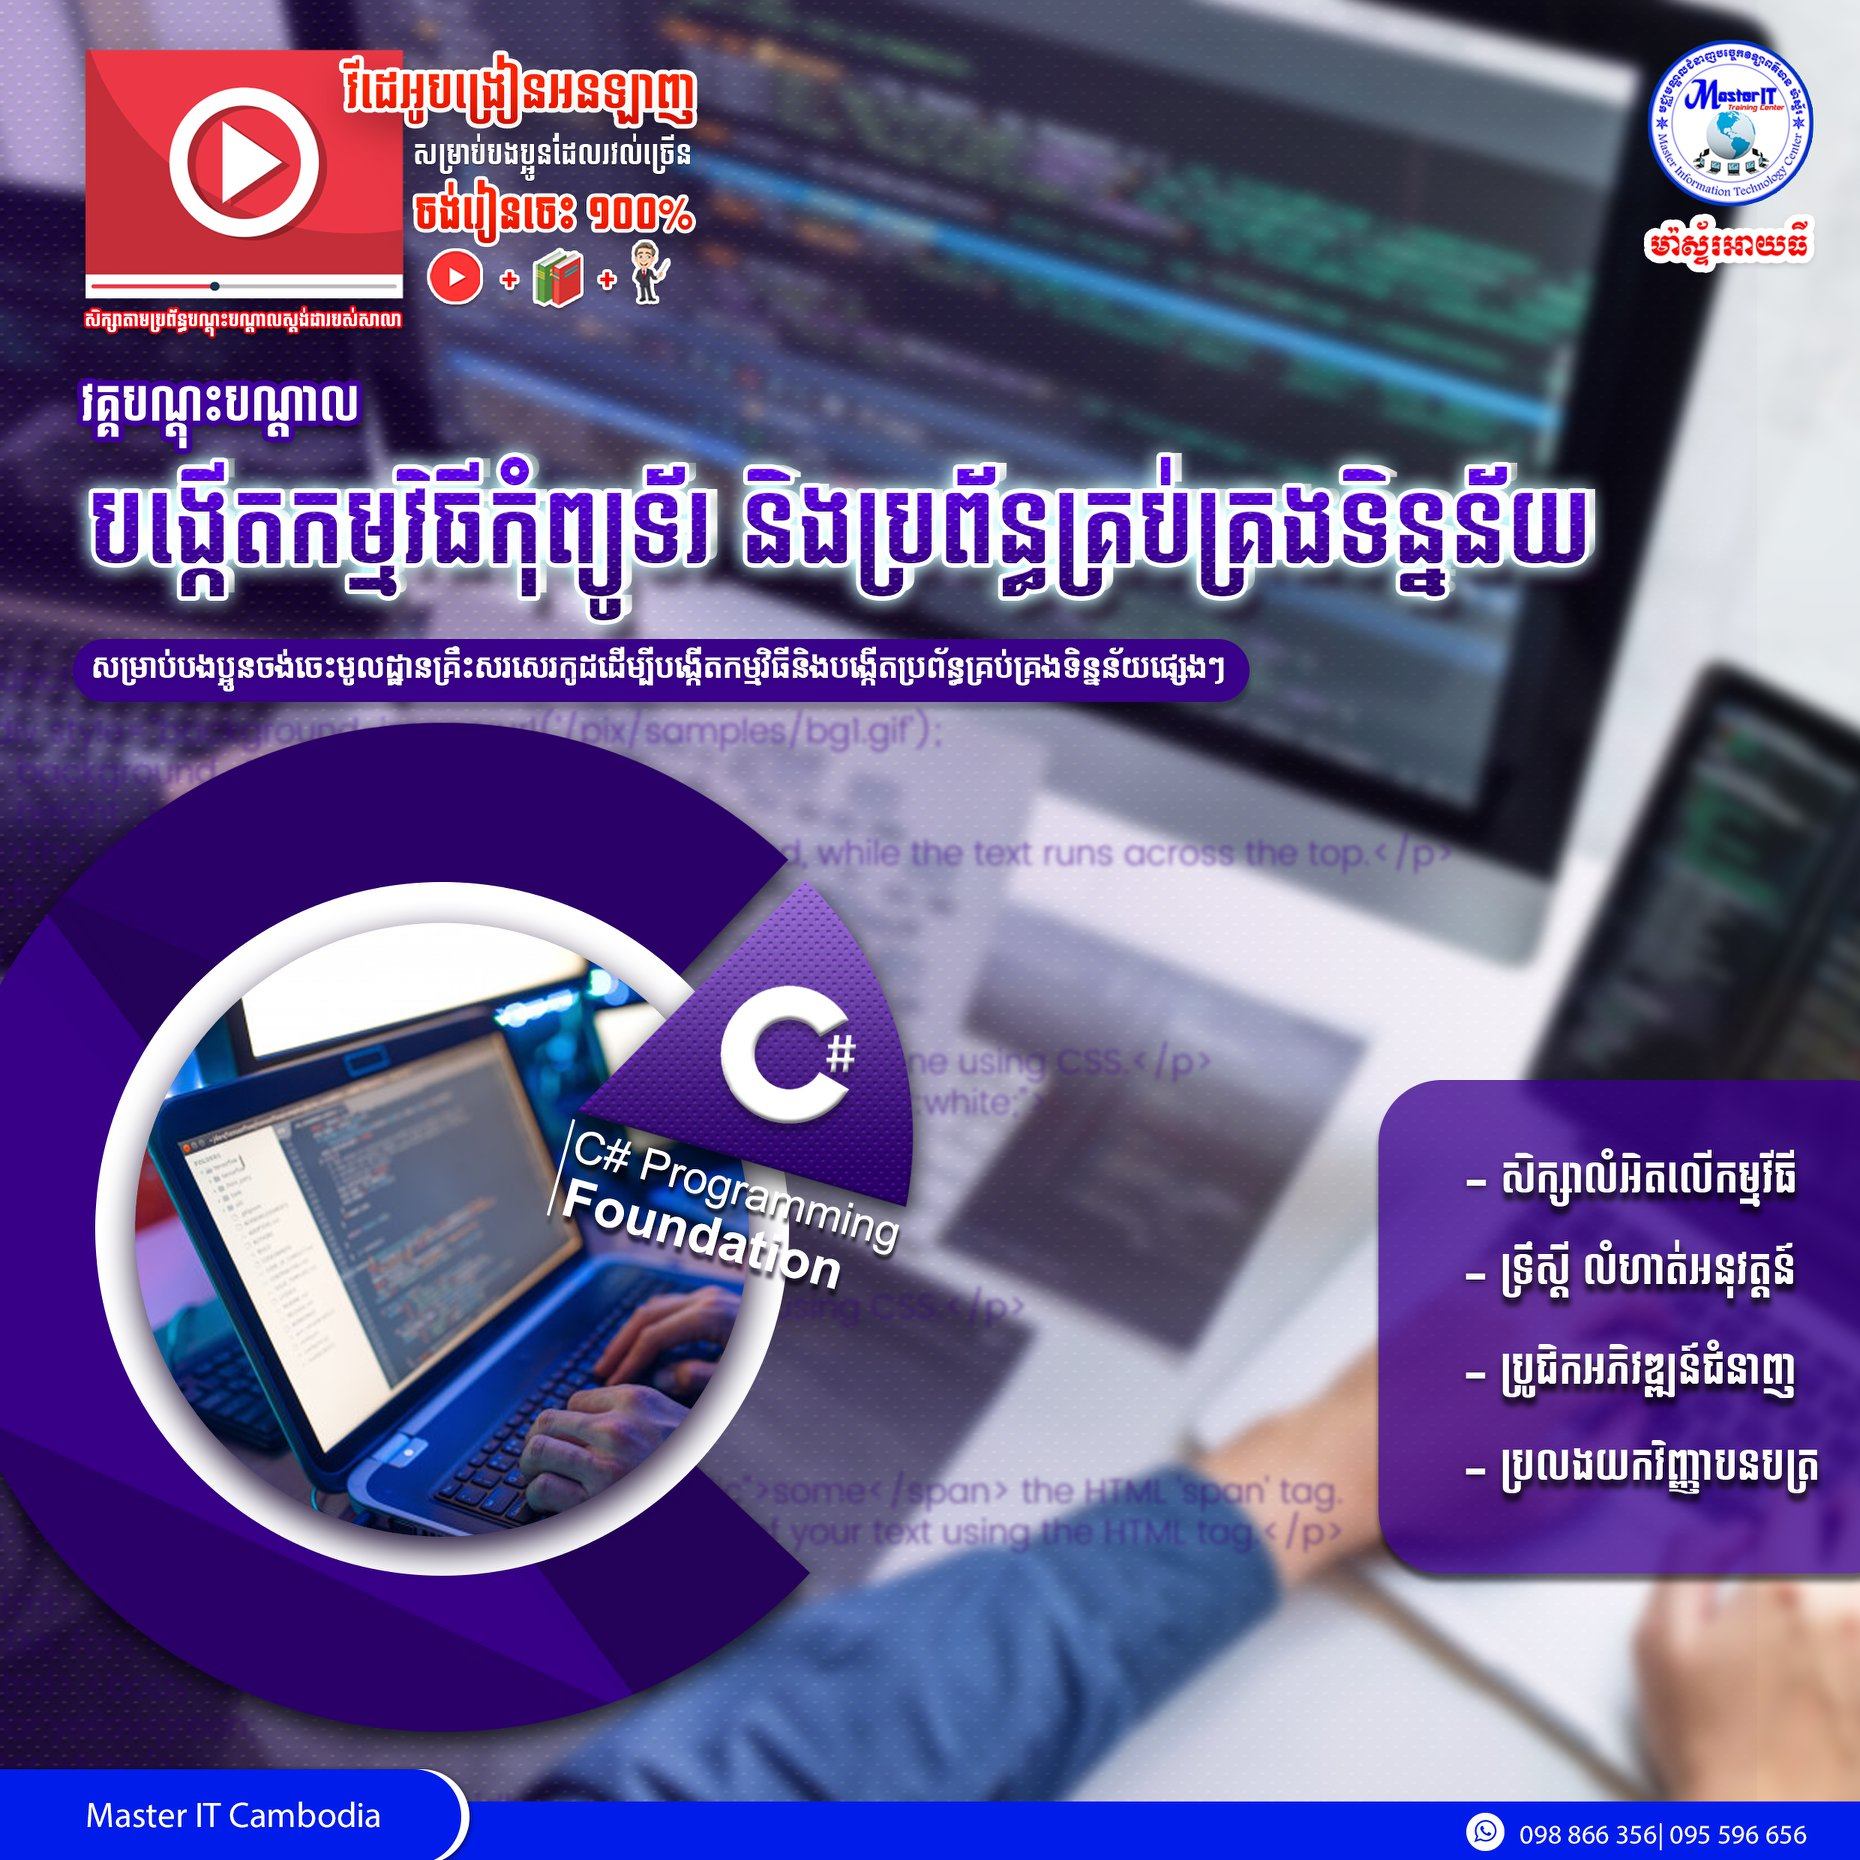 វីដេអូបង្រៀនអនឡាញ
សម្រាប់បងប្អូនដែលរវល់ច្រើន
ចង់រៀនចេះ ១០០%
+ +
សិក្សាតាមប្រព័ន្ធបណ្តុះបណ្តាលស្តង់ដារបស់សាលា
Master IT
Training Center
Master Information Technology Center
ម៉ាស្ទ័រអាយធី
វគ្គបណ្តុះបណ្តាល
បង្កើតកម្មវិធីកុំព្យូទ័រ និងប្រព័ន្ធគ្រប់គ្រងទិន្នន័យ
សម្រាប់បងប្អូនចង់ចេះមូលដ្ឋានគ្រឹះសរសេរកូដដើម្បីបង្កើតកម្មវិធីនិងបង្កើតប្រព័ន្ធគ្រប់គ្រងទិន្នន័យផ្សេងៗ
('/pix/samples/bg1.gif');
background
, while the text runs across the top.</p>
C#
using CSS.</p>
white;"
C# Programming
Foundation
using CSS.</p>
">some</span> the HTML 'span' tag.
your text using the HTML tag.</p>
- សិក្សាលំអិតលើកម្មវីធី
- ទ្រឹស្តី លំហាត់អនុវត្តន៍
- ប្រូជិកអភិវឌ្ឍន៍ជំនាញ
- ប្រលងយកវិញ្ញាបនបត្រ
Master IT Cambodia
098 866 356| 095 596 656